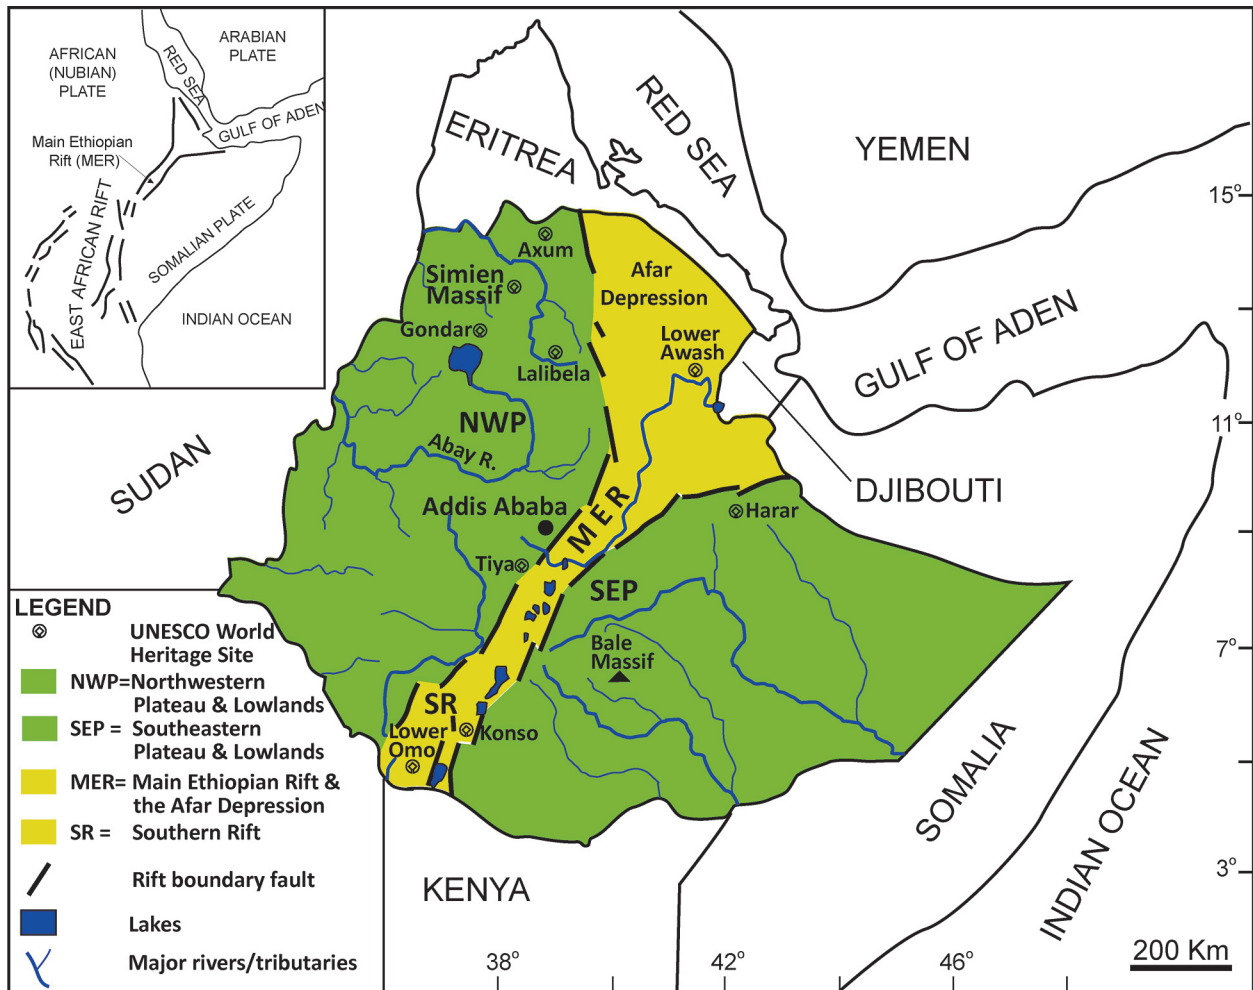 AFRICAN
(NUBIAN)
PLATE
ARABIAN
PLATE
RED SEA
GULF OF ADEN
Main Ethiopian
Rift (MER)
EAST AFRICAN RIFT
SOMALIAN PLATE
INDIAN OCEAN
ERITREA
RED SEA
YEMEN
15°
Axum
Simien
Massif
Afar
Depression
Gondar
Lower
Awash
Lalibela
GULF OF ADEN
NWP
11°
Abay R.
SUDAN
DJIBOUTI
Addis Ababa
MER
Harar
Tiya
SEP
Bale
Massif
7°
SR
Lower
Omo
Konso
SOMALIA
INDIAN OCEAN
KENYA
3°
38°
42°
46°
200 Km
LEGEND
UNESCO World
Heritage Site
NWP=Northwestern
Plateau & Lowlands
SEP = Southeastern
Plateau & Lowlands
MER= Main Ethiopian Rift &
the Afar Depression
SR = Southern Rift
Rift boundary fault
Lakes
Major rivers/tributaries